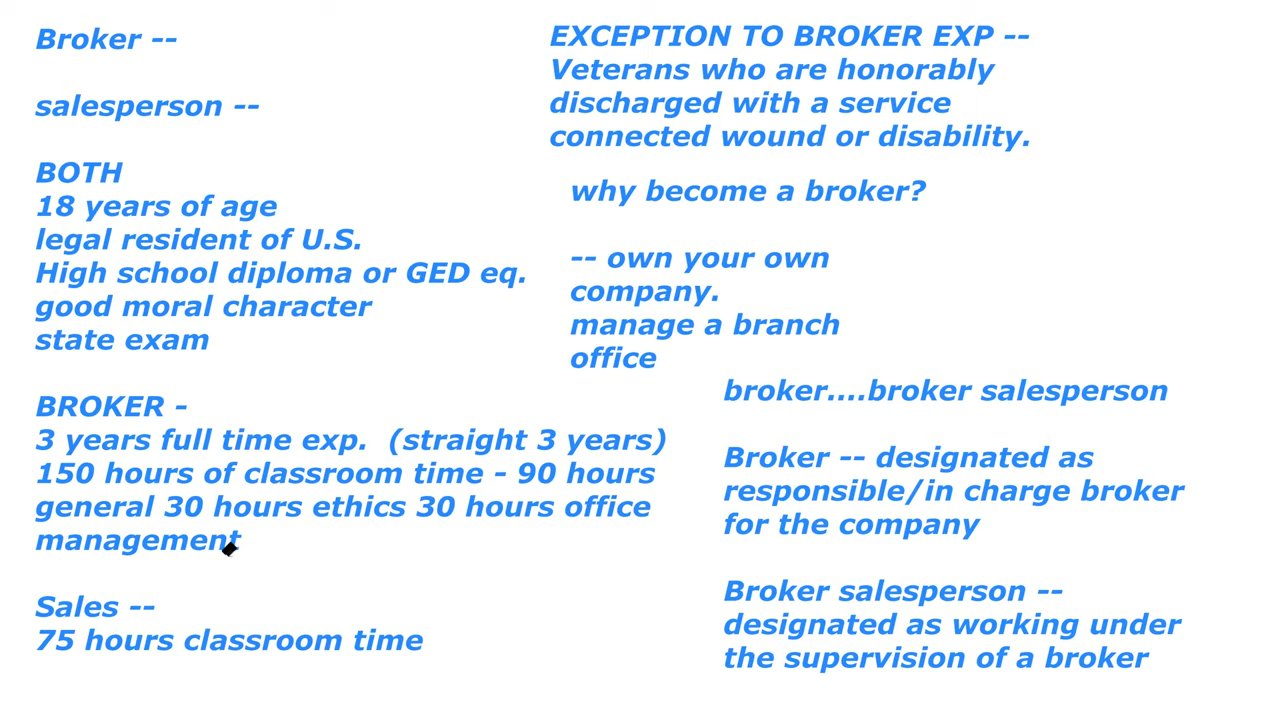 Broker --
salesperson --
BOTH
18 years of age
legal resident of U.S.
High school diploma or GED eq.
good moral character
state exam
BROKER -
3 years full time exp.  (straight 3 years)
150 hours of classroom time - 90 hours
general 30 hours ethics 30 hours office
management
Sales --
75 hours classroom time
EXCEPTION TO BROKER EXP --
Veterans who are honorably
discharged with a service
connected wound or disability.
why become a broker?
-- own your own
company.
manage a branch
office
broker....broker salesperson
Broker -- designated as
responsible/in charge broker
for the company
Broker salesperson --
designated as working under
the supervision of a broker